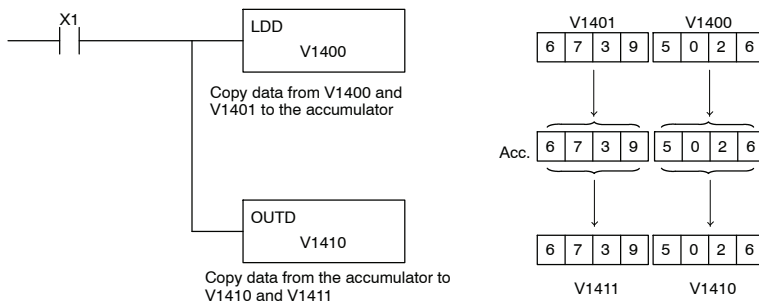 X1
LDD
V1400
Copy data from V1400 and
V1401 to the accumulator
OUTD
V1410
Copy data from the accumulator to
V1410 and V1411
V1401 V1400
6 7 3 9 5 0 2 6
Acc. 6 7 3 9 5 0 2 6
6 7 3 9 5 0 2 6
V1411 V1410